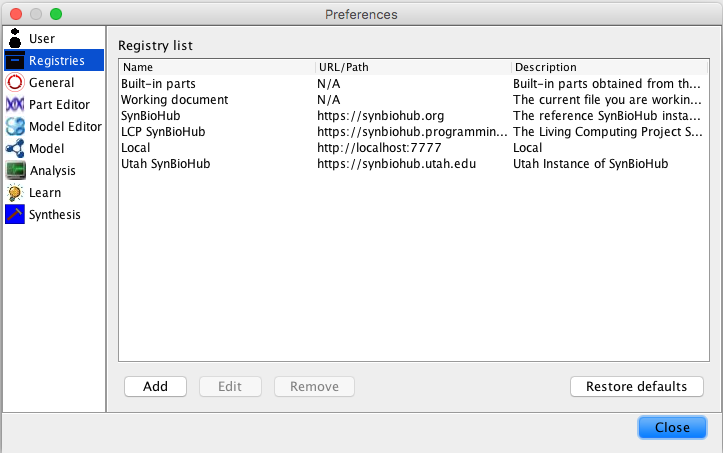 Preferences
User
Registries
General
Part Editor
Model Editor
Model
Analysis
Learn
Synthesis
Registry list
Name URL/Path Description
Built-in parts N/A Built-in parts obtained from th...
Working document N/A The current file you are workin...
SynBioHub https://synbiohub.org The reference SynBioHub insta...
LCP SynBioHub https://synbiohub.programmin... The Living Computing Project S...
Local http://localhost:7777 Local
Utah SynBioHub https://synbiohub.utah.edu Utah Instance of SynBioHub
Add Edit Remove Restore defaults
Close